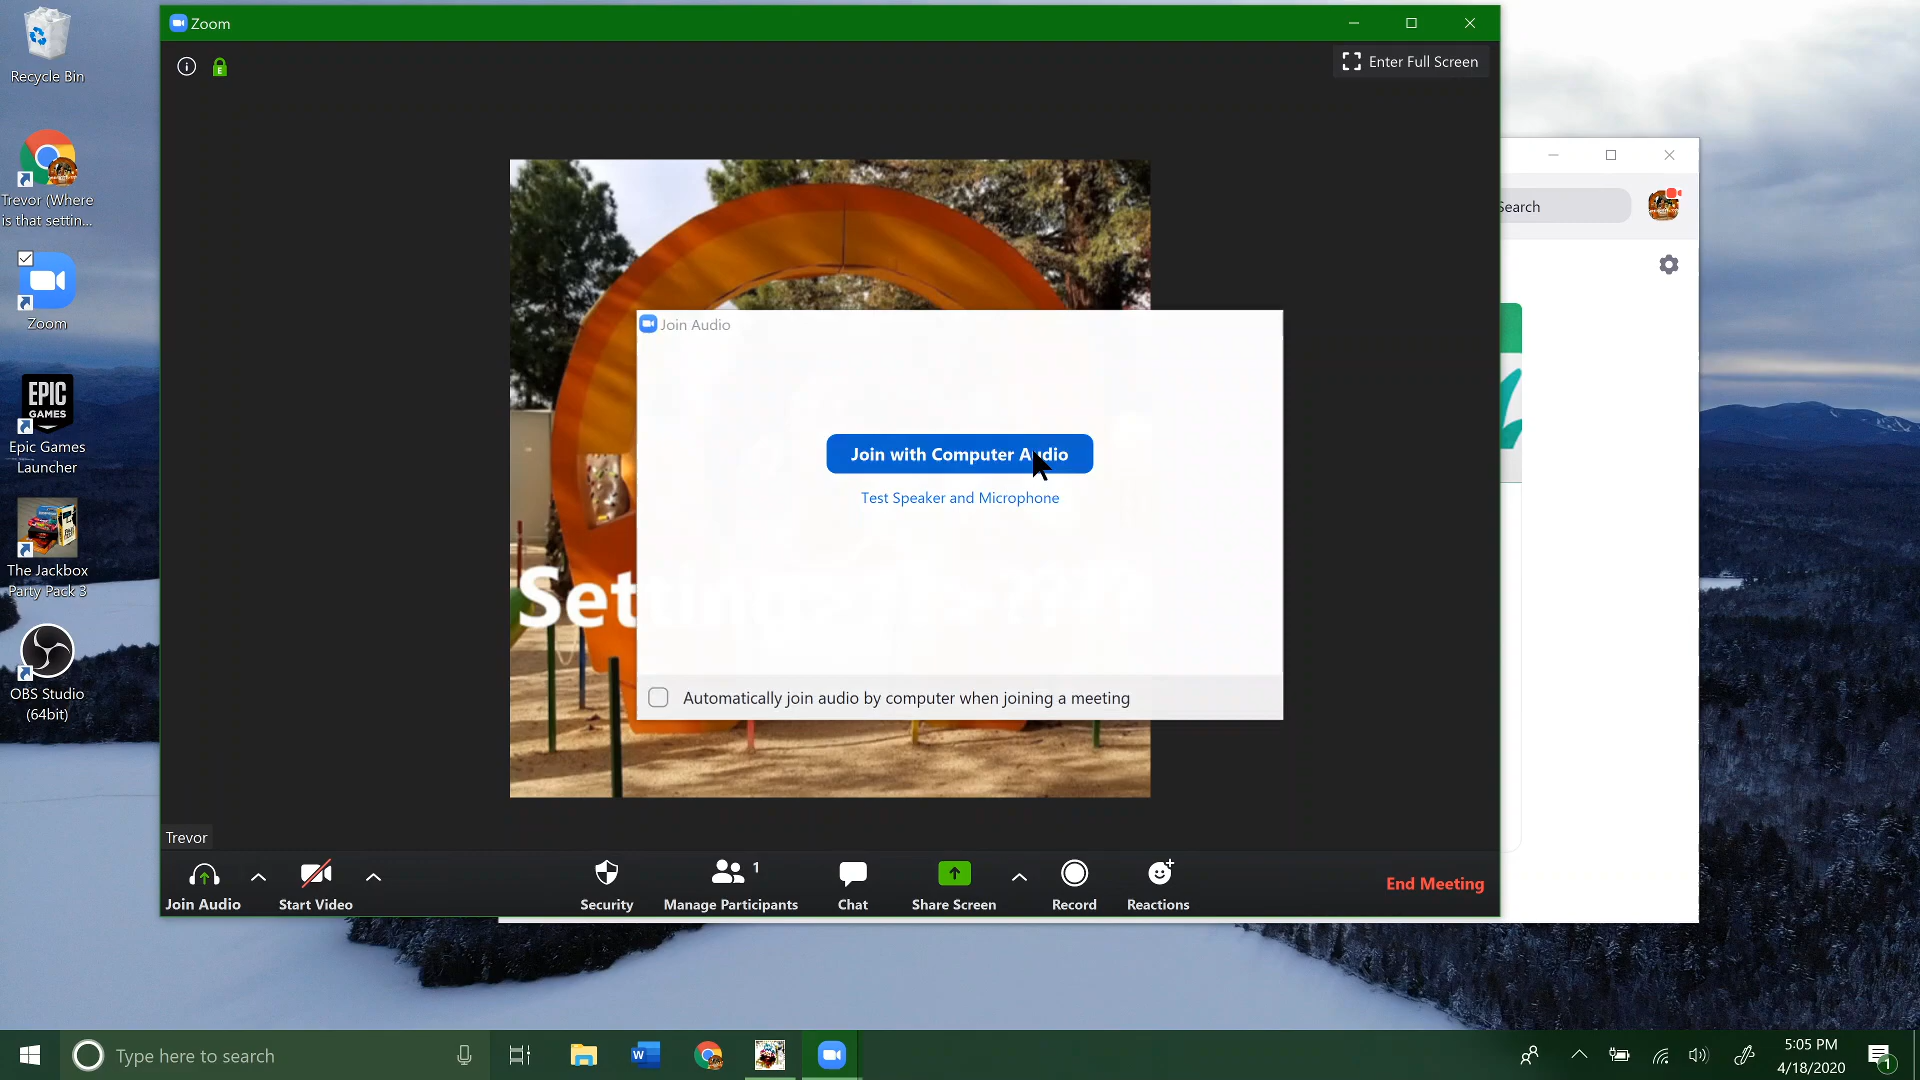 Recycle Bin
Trevor (Where
is that settin...
Zoom
EPIC
GAMES
Epic Games
Launcher
The Jackbox
Party Pack 3
OBS Studio
(64bit)
Zoom
Enter Full Screen
Search
Join Audio
Join with Computer Audio
Test Speaker and Microphone
Automatically join audio by computer when joining a meeting
Setting
Trevor
Join Audio
Start Video
Security
1
Manage Participants
Chat
Share Screen
Record
Reactions
End Meeting
Type here to search
5:05 PM
4/18/2020
1